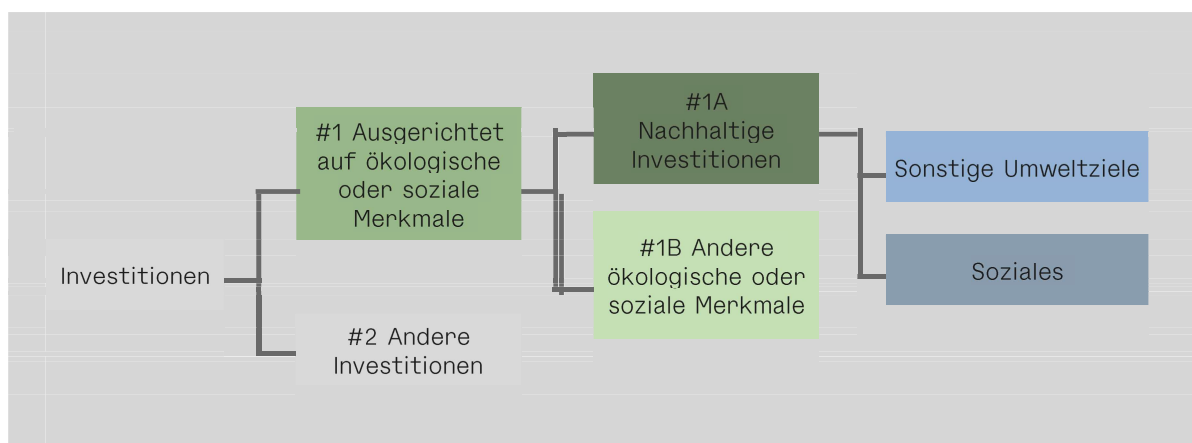 Investitionen
#1 Ausgerichtet
auf ökologische
oder soziale
Merkmale
#2 Andere
Investitionen
#1A
Nachhaltige
Investitionen
#1B Andere
ökologische oder
soziale Merkmale
Sonstige Umweltziele
Soziales